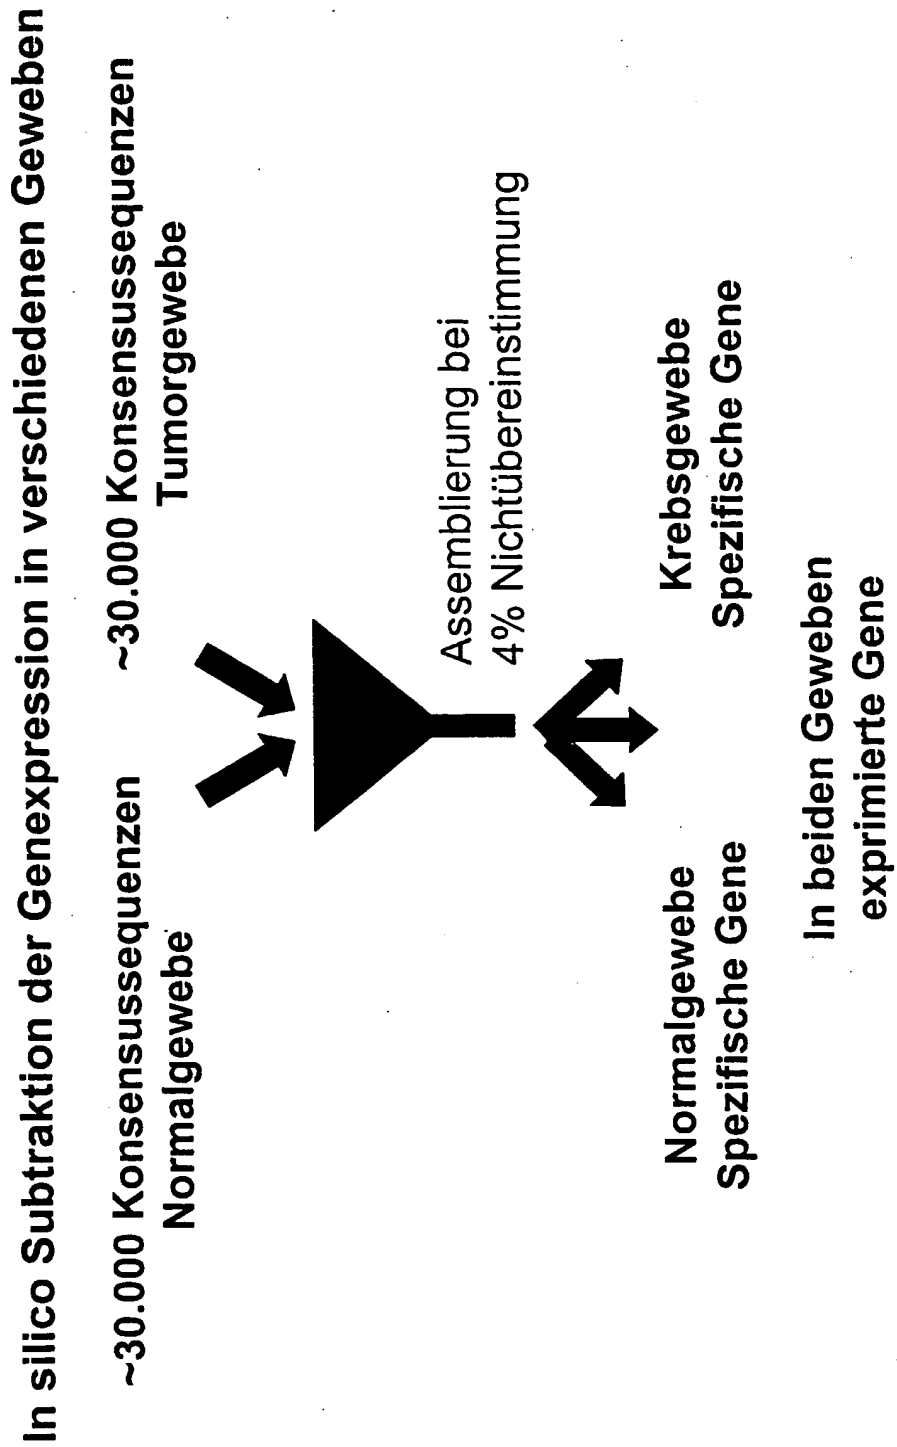 In silico Subtraktion der Genexpression in verschiedenen Geweben
~30.000 Konsensussequenzen
Normalgewebe
~30.000 Konsensussequenzen
Tumorgewebe
Assemblierung bei
4% Nichtübereinstimmung
Normalgewebe
Spezifische Gene
Krebsgewebe
Spezifische Gene
In beiden Geweben
exprimierte Gene